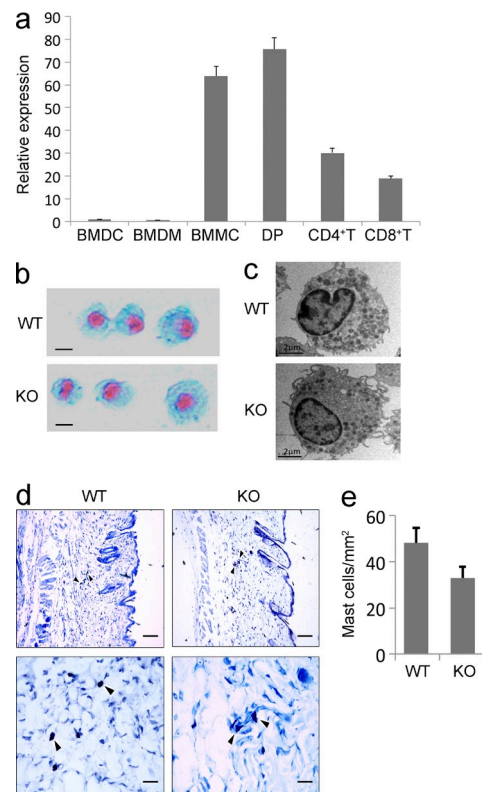 a
Relative expression
90
80
70
60
50
40
30
20
10
0
BMDC BMDM BMMC DP CD4⁺T CD8⁺T
b
WT
KO
c
WT
2μm
KO
2μm
d
WT KO
e
Mast cells/mm²
60
40
20
0
WT KO